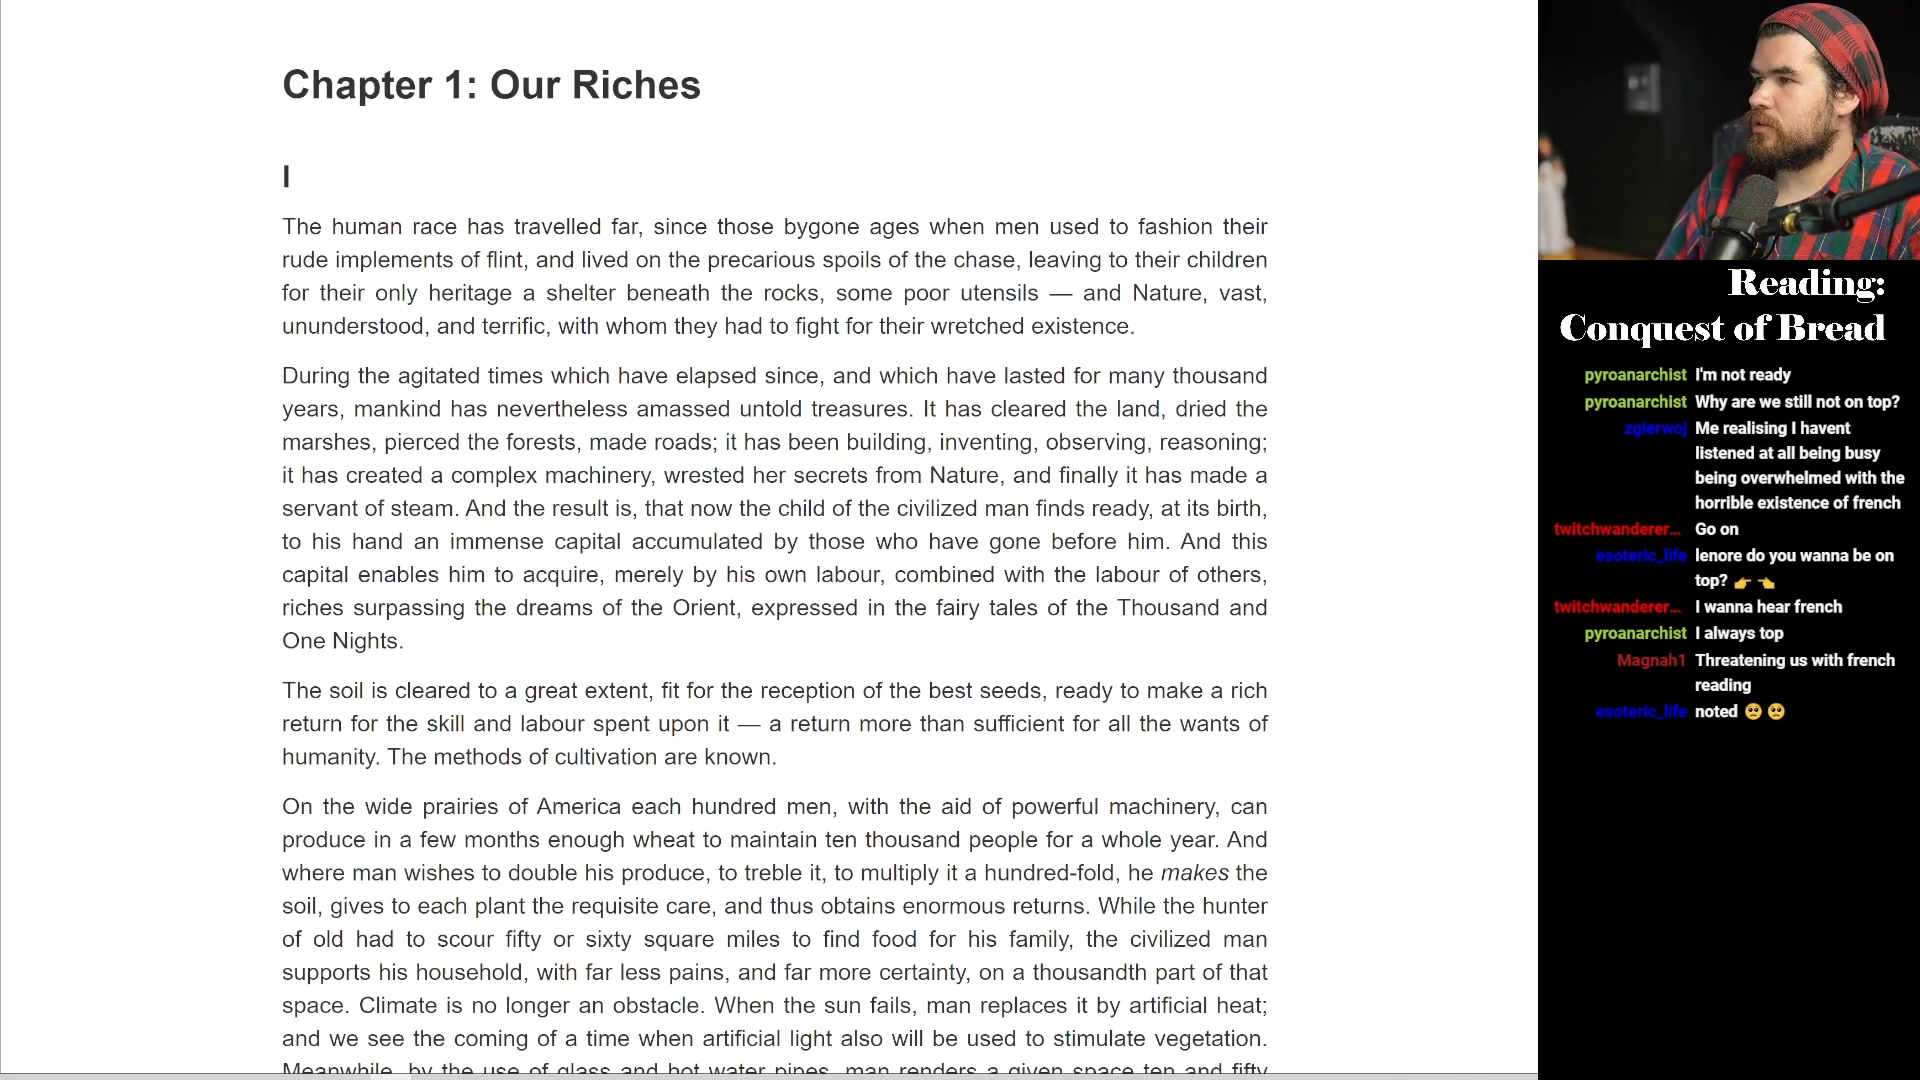 Chapter 1: Our Riches
I
The human race has travelled far, since those bygone ages when men used to fashion their
rude implements of flint, and lived on the precarious spoils of the chase, leaving to their children
for their only heritage a shelter beneath the rocks, some poor utensils — and Nature, vast,
ununderstood, and terrific, with whom they had to fight for their wretched existence.
During the agitated times which have elapsed since, and which have lasted for many thousand
years, mankind has nevertheless amassed untold treasures. It has cleared the land, dried the
marshes, pierced the forests, made roads; it has been building, inventing, observing, reasoning;
it has created a complex machinery, wrested her secrets from Nature, and finally it has made a
servant of steam. And the result is, that now the child of the civilized man finds ready, at its birth,
to his hand an immense capital accumulated by those who have gone before him. And this
capital enables him to acquire, merely by his own labour, combined with the labour of others,
riches surpassing the dreams of the Orient, expressed in the fairy tales of the Thousand and
One Nights.
The soil is cleared to a great extent, fit for the reception of the best seeds, ready to make a rich
return for the skill and labour spent upon it — a return more than sufficient for all the wants of
humanity. The methods of cultivation are known.
On the wide prairies of America each hundred men, with the aid of powerful machinery, can
produce in a few months enough wheat to maintain ten thousand people for a whole year. And
where man wishes to double his produce, to treble it, to multiply it a hundred-fold, he makes the
soil, gives to each plant the requisite care, and thus obtains enormous returns. While the hunter
of old had to scour fifty or sixty square miles to find food for his family, the civilized man
supports his household, with far less pains, and far more certainty, on a thousandth part of that
space. Climate is no longer an obstacle. When the sun fails, man replaces it by artificial heat;
and we see the coming of a time when artificial light also will be used to stimulate vegetation.
Meanwhile, by the use of glass and hot water pipes, man renders a given space ten and fifty
Reading:
Conquest of Bread
pyroanarchist I'm not ready
pyroanarchist Why are we still not on top?
zglerwoj Me realising I havent
listened at all being busy
being overwhelmed with the
horrible existence of french
twitchwanderer... Go on
esoteric_life lenore do you wanna be on
top? 👉 👈
twitchwanderer... I wanna hear french
pyroanarchist I always top
Magnah1 Threatening us with french
reading
esoteric_life noted 🥺 🥺